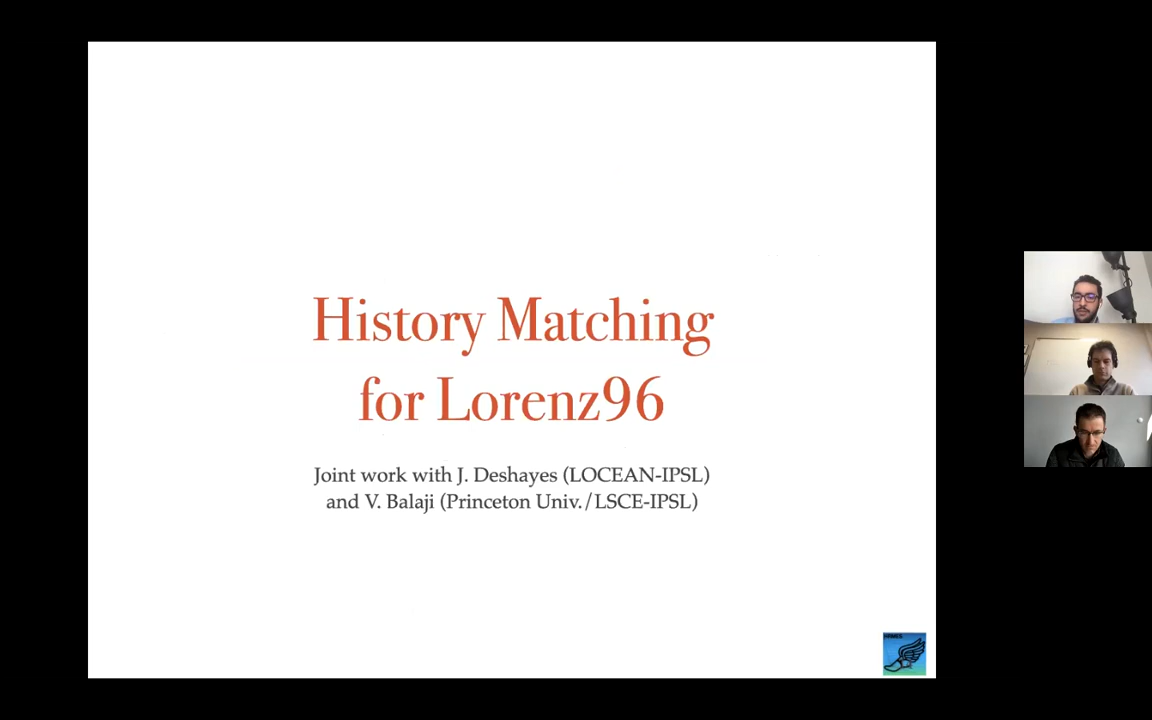 History Matching
for Lorenz96
Joint work with J. Deshayes (LOCEAN-IPSL)
and V. Balaji (Princeton Univ./LSCE-IPSL)